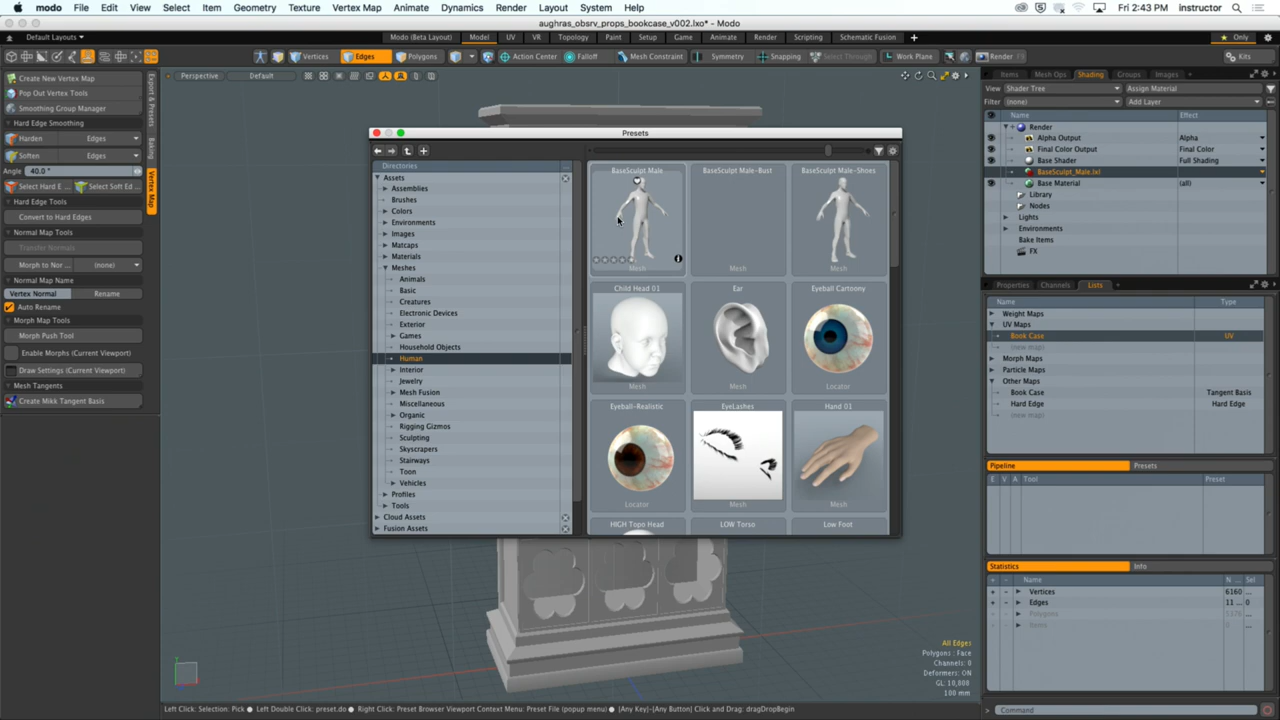 modo File Edit View Select Item Geometry Texture Vertex Map Animate Dynamics Render Layout System Help Fri 2:43 PM instructor
aughras_obsrv_props_bookcase_v002.lxo* - Modo
Default Layouts Modo (Beta Layout) Model UV VR Topology Paint Setup Game Animate Render Scripting Schematic Fusion + Only
Vertices Edges Polygons Action Center Falloff Mesh Constraint Symmetry Snapping Select Through Work Plane Render Kits
Create New Vertex Map
Pop Out Vertex Tools
Smoothing Group Manager
Hard Edge Smoothing
Harden Edges
Soften Edges
Angle 40.0 °
Select Hard E ... Select Soft Ed ...
Hard Edge Tools
Convert to Hard Edges
Normal Map Tools
Transfer Normals
Morph to Nor ... (none)
Normal Map Name
Vertex Normal Rename
Auto Rename
Morph Map Tools
Morph Push Tool
Enable Morphs (Current Viewport)
Draw Settings (Current Viewport)
Mesh Tangents
Create Mikk Tangent Basis
Export & Presets
Baking
Vertex Map
Perspective Default
Presets
Directories
Assets
Assemblies
Brushes
Colors
Environments
Images
Matcaps
Materials
Meshes
Animals
Basic
Creatures
Electronic Devices
Exterior
Games
Household Objects
Human
Interior
Jewelry
Mesh Fusion
Miscellaneous
Organic
Rigging Gizmos
Sculpting
Skyscrapers
Stairways
Toon
Vehicles
Profiles
Tools
Cloud Assets
Fusion Assets
BaseSculpt Male BaseSculpt Male-Bust BaseSculpt Male-Shoes
Mesh Mesh Mesh
Child Head 01 Ear Eyeball Cartoony
Mesh Mesh Locator
Eyeball-Realistic EyeLashes Hand 01
Locator Mesh Mesh
HIGH Topo Head LOW Torso Low Foot
All Edges
Polygons : Face
Channels: 0
Deformers: ON
GL: 10,800
100 mm
Items Mesh Ops Shading Groups Images
View Shader Tree Assign Material
Filter (none) Add Layer
Name Effect
Render
Alpha Output Alpha
Final Color Output Final Color
Base Shader Full Shading
BaseSculpt_Male.lxl
Base Material (all)
Library
Nodes
Lights
Environments
Bake Items
FX
Properties Channels Lists +
Name Type
Weight Maps
UV Maps
Book Case UV
(new map)
Morph Maps
Particle Maps
Other Maps
Book Case Tangent Basis
Hard Edge Hard Edge
(new map)
Pipeline Presets
E V A Tool Preset
Statistics Info
Name N ... Sel
Vertices 6160 ...
Edges 11 ... 0
Polygons
Items
Command
Left Click: Selection. Pick ● Left Double Click: preset.do ● Right Click: Preset Browser Viewport Context Menu: Preset File (popup menu) ● [Any Key]-[Any Button] Click and Drag: dragDropBegin